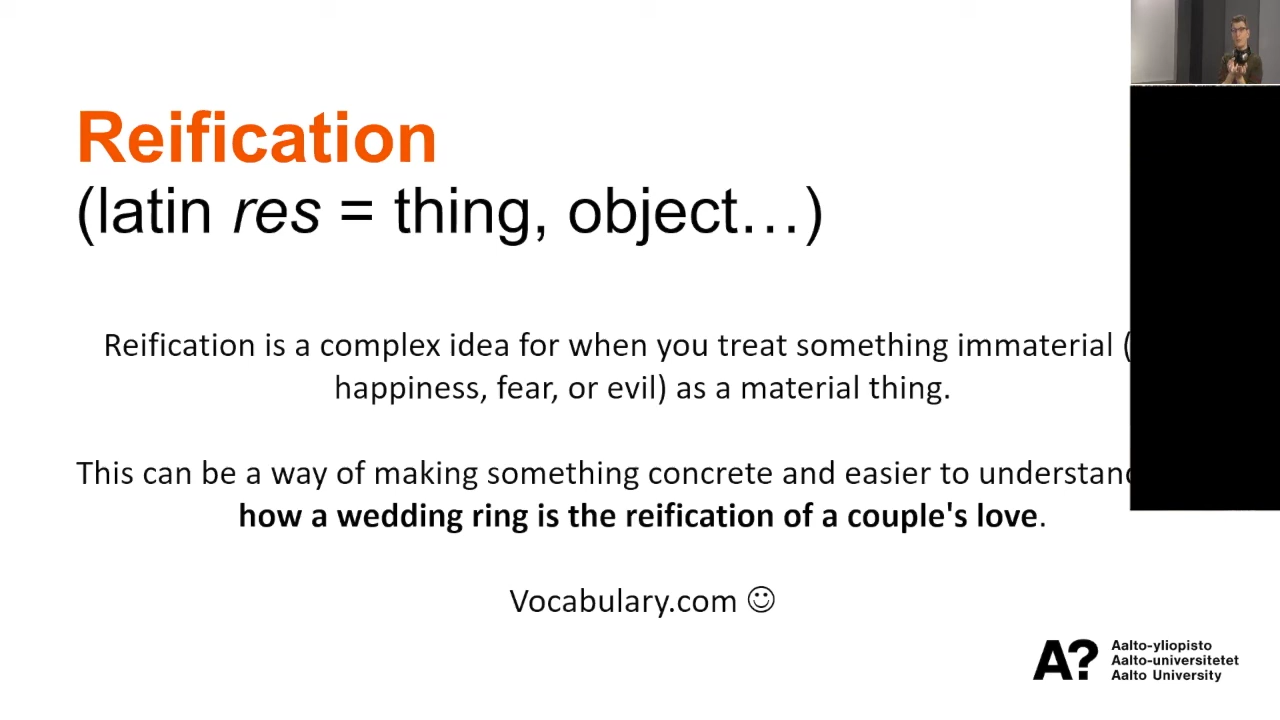 Reification
(latin res = thing, object…)
Reification is a complex idea for when you treat something immaterial (
happiness, fear, or evil) as a material thing.
This can be a way of making something concrete and easier to understand
how a wedding ring is the reification of a couple's love.
Vocabulary.com ☺
A?
Aalto-yliopisto
Aalto-universitetet
Aalto University